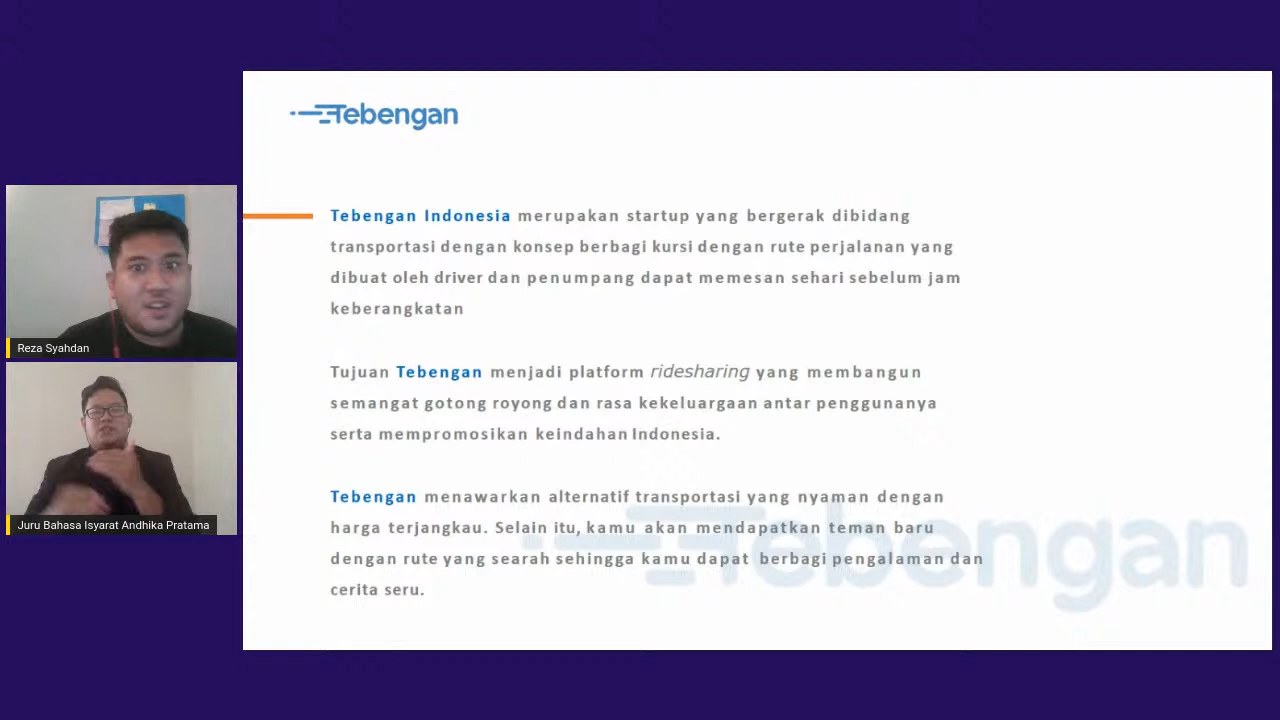 Tebengan
Tebengan Indonesia merupakan startup yang bergerak dibidang
transportasi dengan konsep berbagi kursi dengan rute perjalanan yang
dibuat oleh driver dan penumpang dapat memesan sehari sebelum jam
keberangkatan
Tujuan Tebengan menjadi platform ridesharing yang membangun
semangat gotong royong dan rasa kekeluargaan antar penggunanya
serta mempromosikan keindahan Indonesia.
Tebengan menawarkan alternatif transportasi yang nyaman dengan
harga terjangkau. Selain itu, kamu akan mendapatkan teman baru
dengan rute yang searah sehingga kamu dapat berbagi pengalaman dan
cerita seru.
Tebengan
Reza Syahdan
Juru Bahasa Isyarat Andhika Pratama